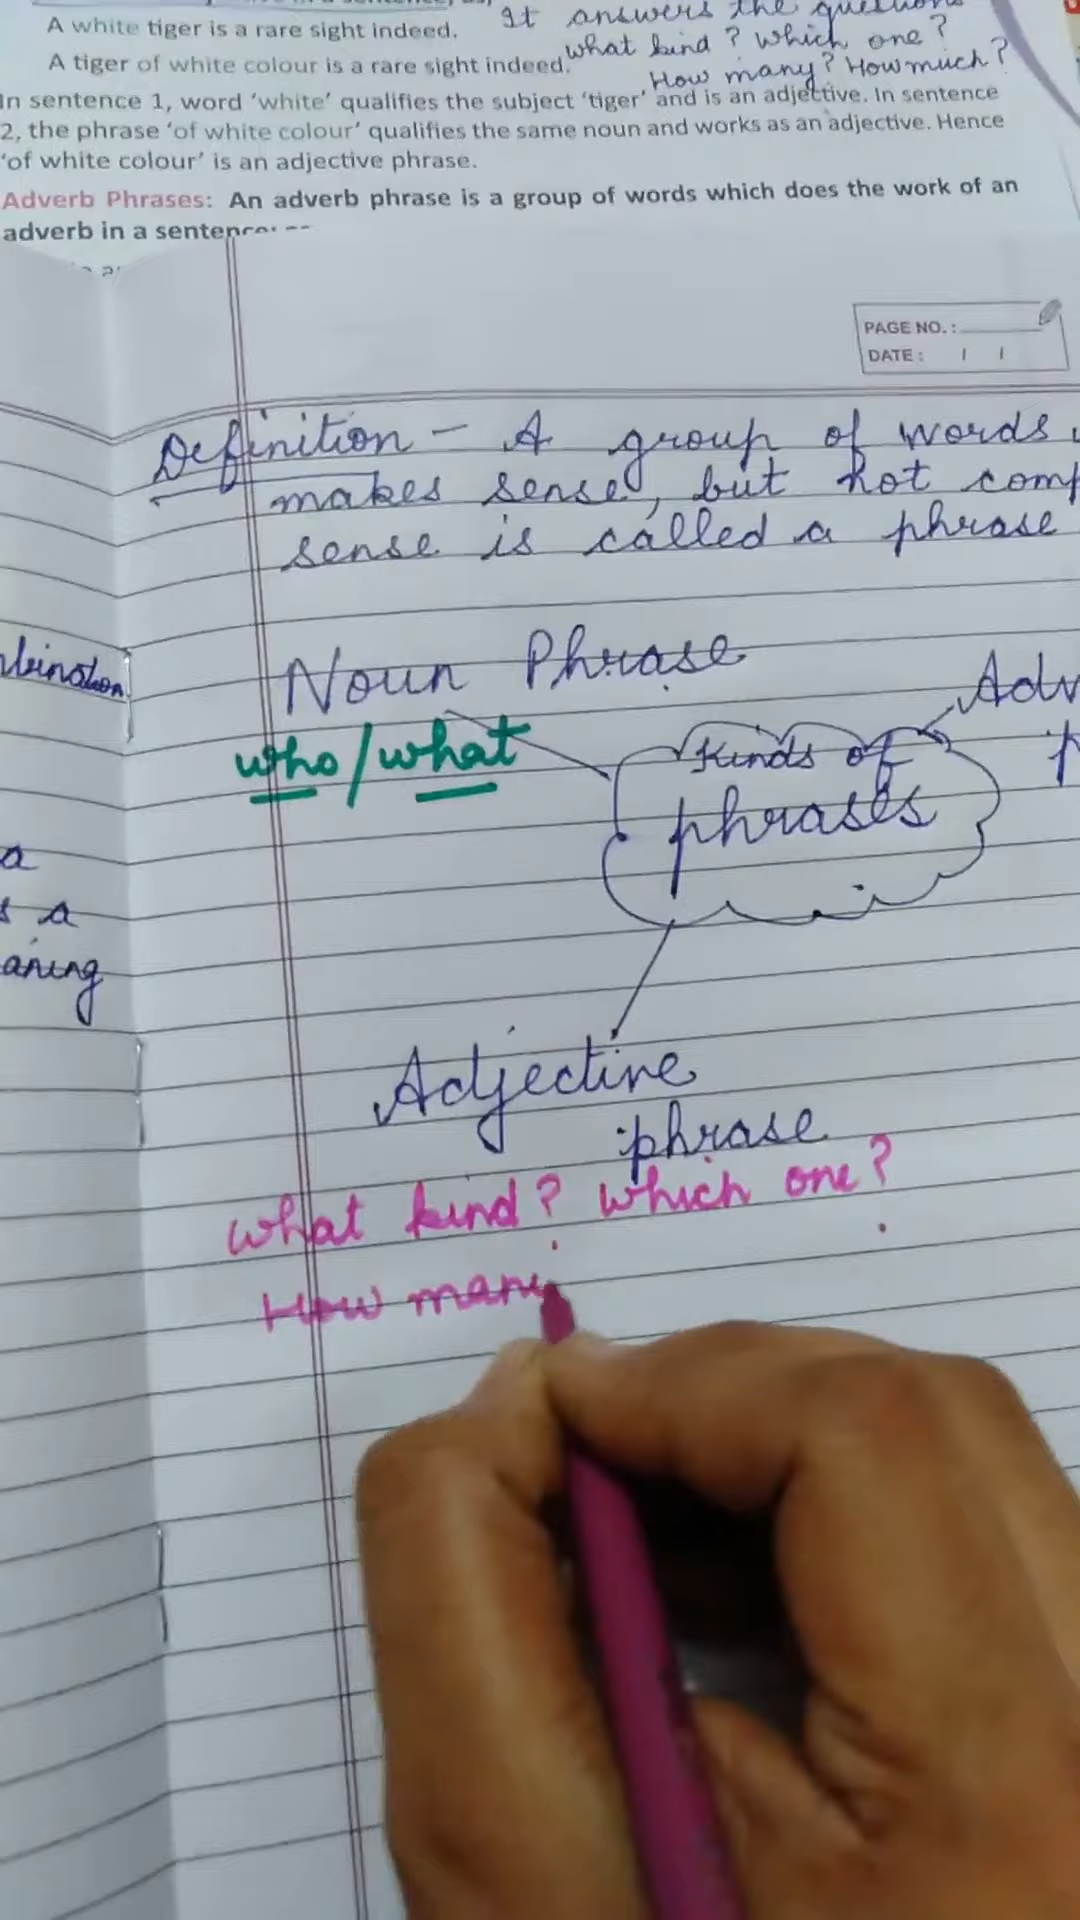 A white tiger is a rare sight indeed.
It answers the questions
what kind? Which one?
A tiger of white colour is a rare sight indeed.
How many? How much?
In sentence 1, word 'white' qualifies the subject 'tiger' and is an adjective. In sentence
2, the phrase 'of white colour' qualifies the same noun and works as an adjective. Hence
'of white colour' is an adjective phrase.
Adverb Phrases: An adverb phrase is a group of words which does the work of an
adverb in a sentence; as
PAGE NO. :
DATE : / /
Definition - A group of words
makes sense, but not comp
sense is called a phrase
Noun Phrase
who/what
Kinds of
phrases
Adv
p
Adjective
phrase
what kind? which one?
How many
a
s a
aning